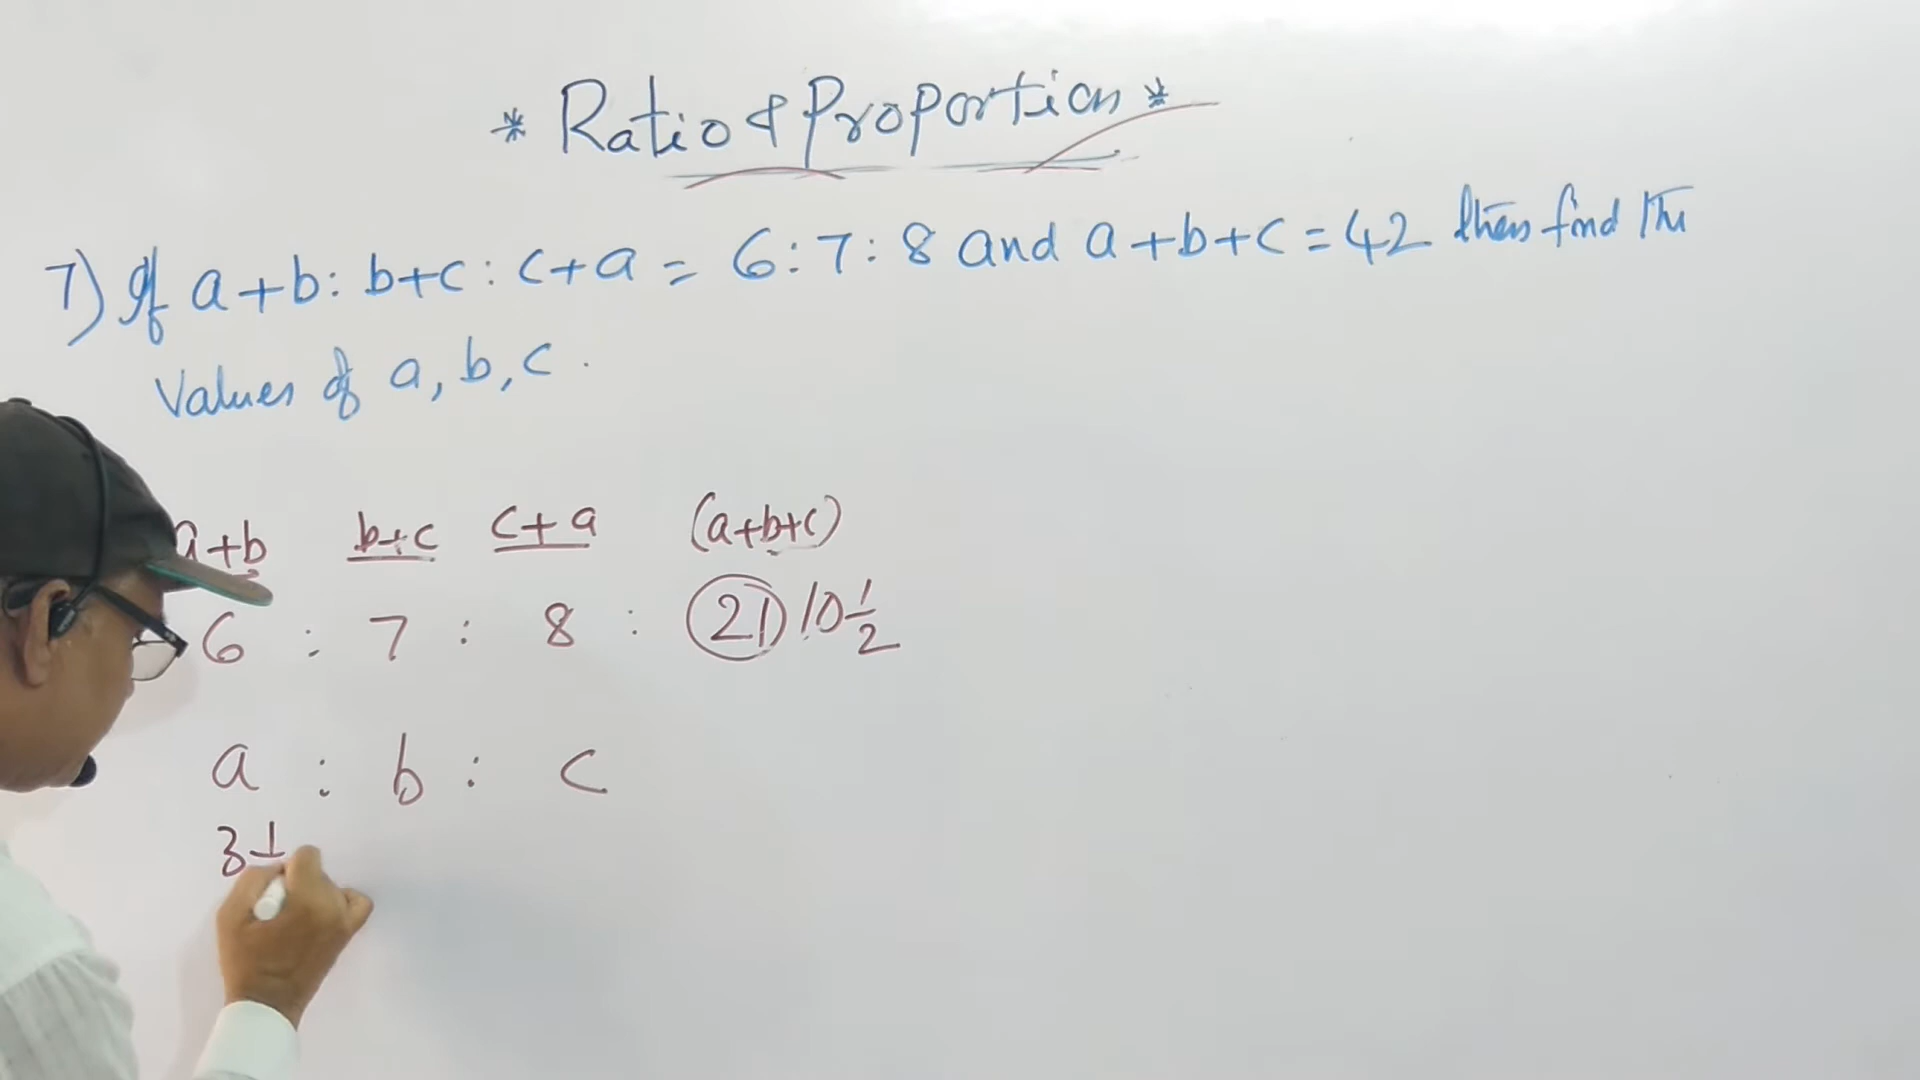 * Ratio & Proportion *
7) If a+b : b+c : c+a = 6 : 7 : 8 and a+b+c = 42 then find the
Values of a, b, c .
a+b b+c c+a (a+b+c)
6 : 7 : 8 : 21 10 1/2
a : b : c
3 1